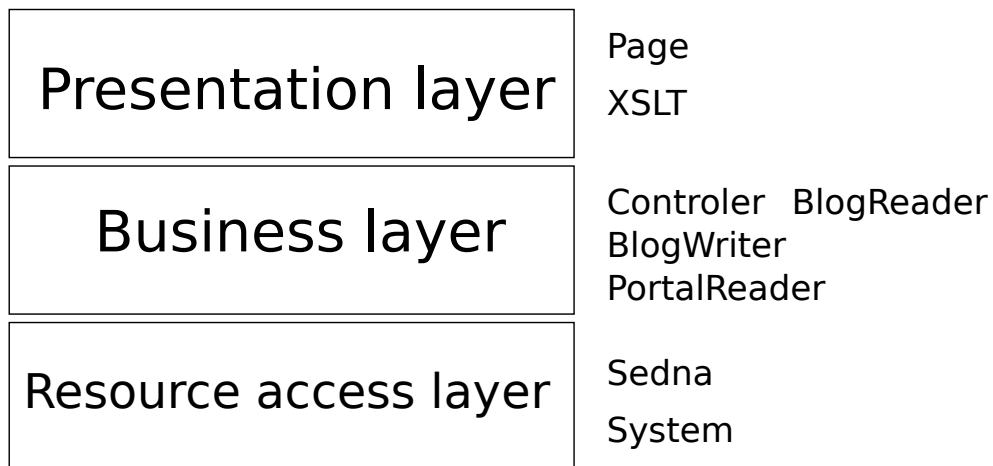 Presentation layer
Page
XSLT
Business layer
Controler BlogReader
BlogWriter
PortalReader
Resource access layer
Sedna
System